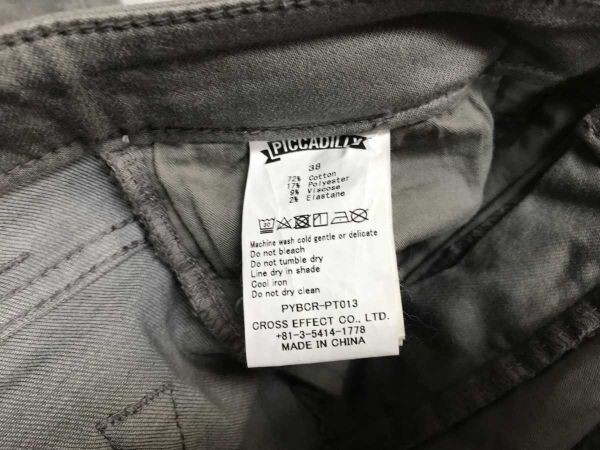 PICCADILLY
38
72% Cotton
17% Polyester
9% Viscose
2% Elastane
30
Machine wash cold gentle or delicate
Do not bleach
Do not tumble dry
Line dry in shade
Cool iron
Do not dry clean
PYBCR-PT013
CROSS EFFECT CO., LTD.
+81-3-5414-1778
MADE IN CHINA